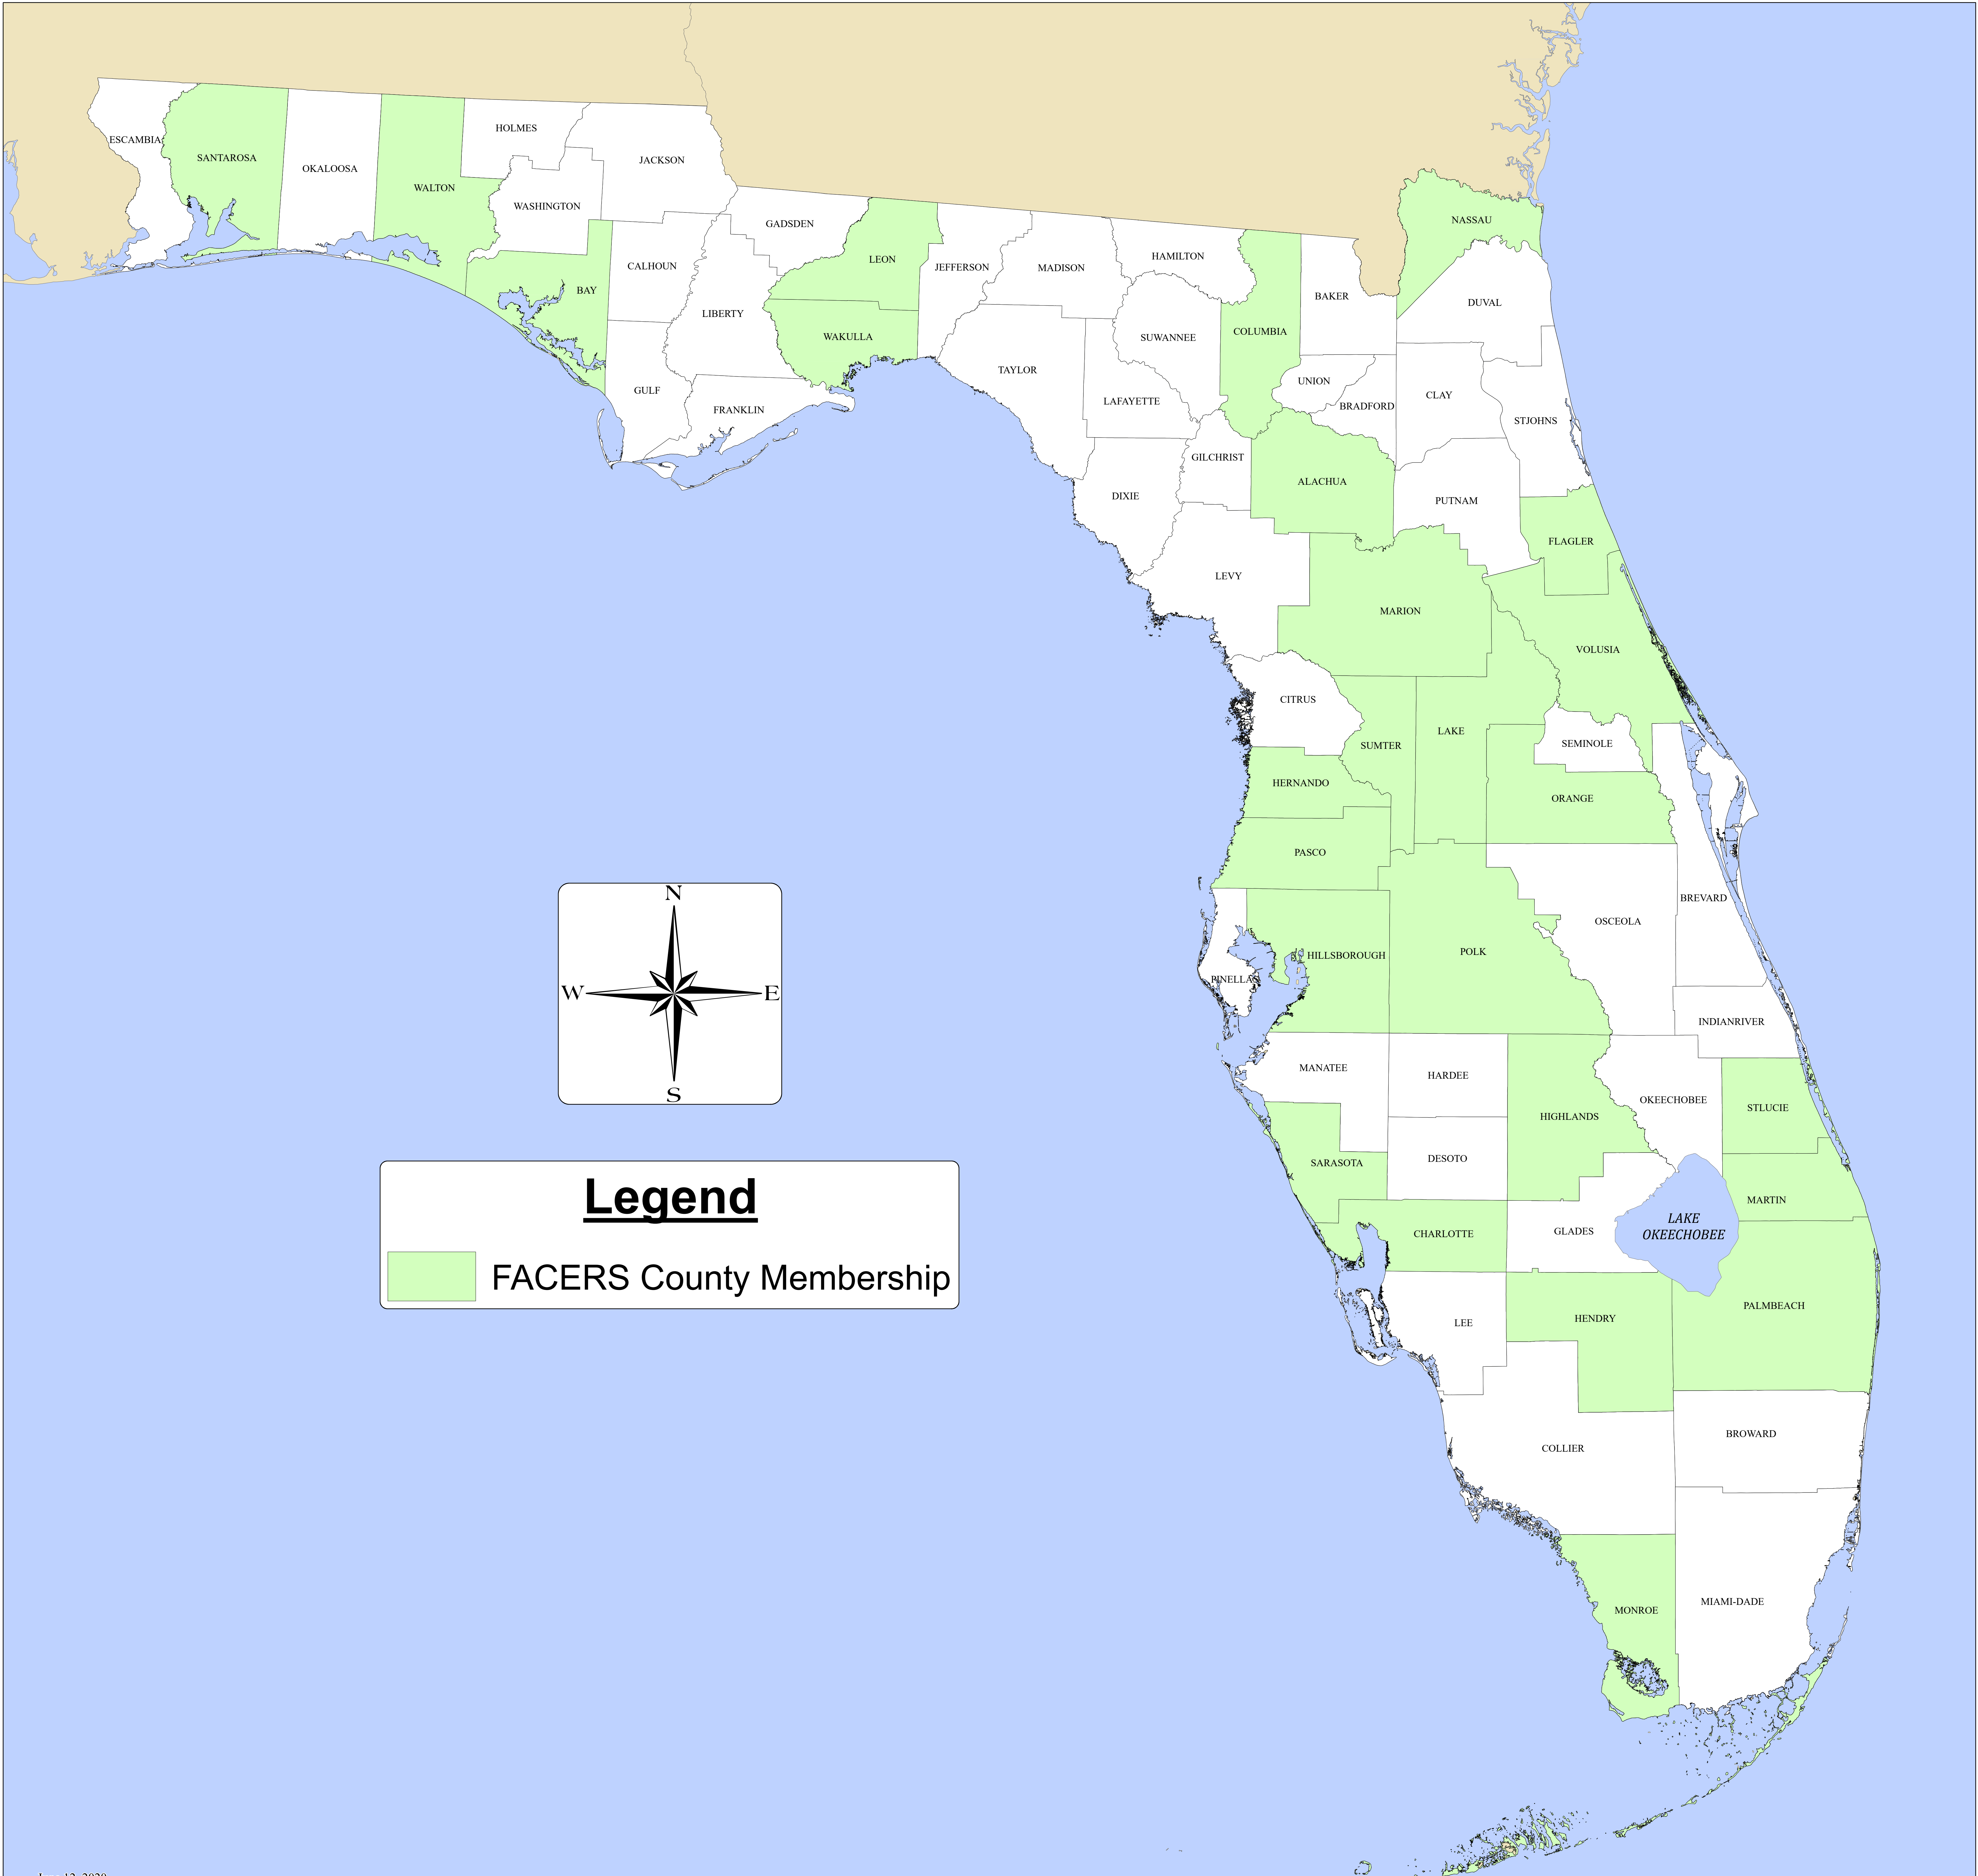 ESCAMBIA
SANTAROSA
OKALOOSA
WALTON
HOLMES
JACKSON
WASHINGTON
BAY
CALHOUN
GULF
LIBERTY
GADSDEN
FRANKLIN
LEON
WAKULLA
JEFFERSON
MADISON
TAYLOR
HAMILTON
SUWANNEE
LAFAYETTE
DIXIE
GILCHRIST
COLUMBIA
BAKER
UNION
BRADFORD
NASSAU
DUVAL
CLAY
STJOHNS
ALACHUA
PUTNAM
FLAGLER
LEVY
MARION
VOLUSIA
CITRUS
SUMTER
LAKE
SEMINOLE
HERNANDO
ORANGE
PASCO
BREVARD
OSCEOLA
PINELLAS
HILLSBOROUGH
POLK
INDIANRIVER
MANATEE
HARDEE
HIGHLANDS
OKEECHOBEE
STLUCIE
SARASOTA
DESOTO
MARTIN
CHARLOTTE
GLADES
LAKE
OKEECHOBEE
LEE
HENDRY
PALMBEACH
COLLIER
BROWARD
MONROE
MIAMI-DADE
N
W
E
S
Legend
FACERS County Membership